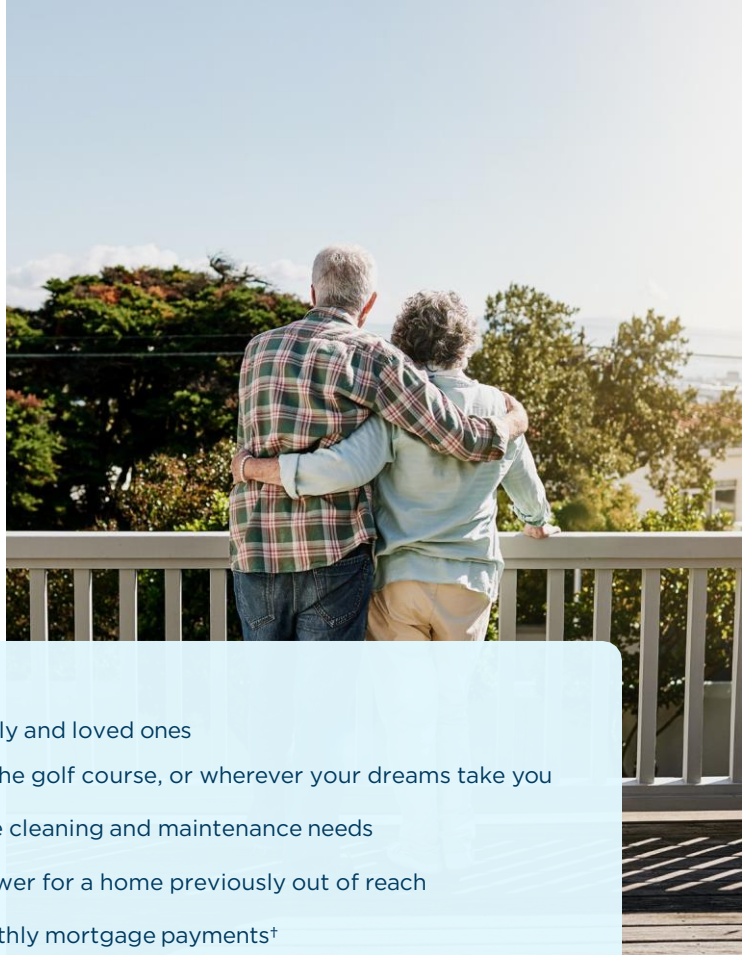 ly and loved ones
he golf course, or wherever your dreams take you
e cleaning and maintenance needs
wer for a home previously out of reach
thly mortgage payments†